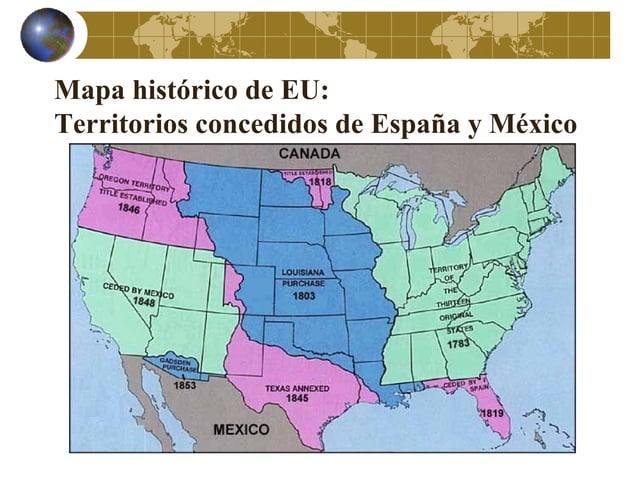 Mapa histórico de EU:
Territorios concedidos de España y México
CANADA
TITLE ESTABLISHED
1818
OREGON TERRITORY
TITLE ESTABLISHED
1846
CEDED BY MEXICO
1848
LOUISIANA
PURCHASE
1803
TERRITORY
OF
THE
THIRTEEN
ORIGINAL
STATES
1783
GADSDEN
PURCHASE
1853
TEXAS ANNEXED
1845
CEDED BY
SPAIN
1819
MEXICO